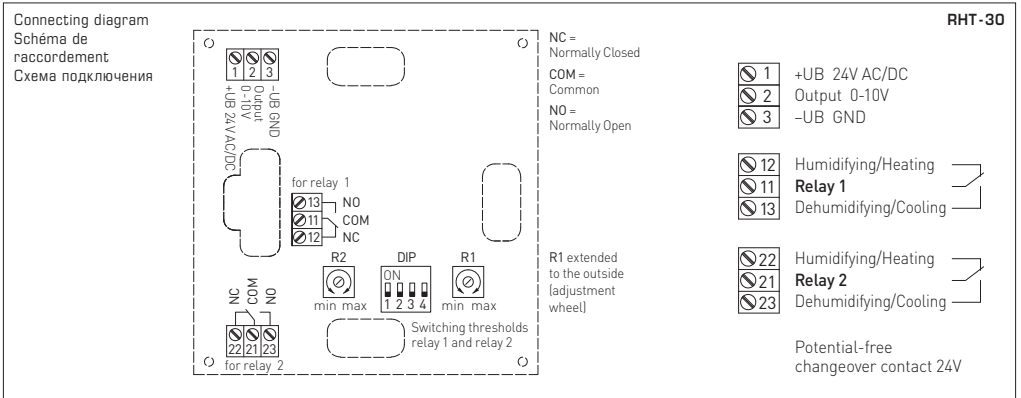 Connecting diagram
Schéma de
raccordement
Схема подключения
RHT-30
1 2 3
+UB 24V AC/DC
Output
0-10V
–UB GND
NC =
Normally Closed
COM =
Common
NO =
Normally Open
for relay 1
13 NO
11 COM
12 NC
R2 DIP R1
ON
1 2 3 4
min max
min max
Switching thresholds
relay 1 and relay 2
R1 extended
to the outside
(adjustment
wheel)
NC COM NO
22 21 23
for relay 2
1 +UB 24V AC/DC
2 Output 0-10V
3 –UB GND
12 Humidifying/Heating
11 Relay 1
13 Dehumidifying/Cooling
22 Humidifying/Heating
21 Relay 2
23 Dehumidifying/Cooling
Potential-free
changeover contact 24V